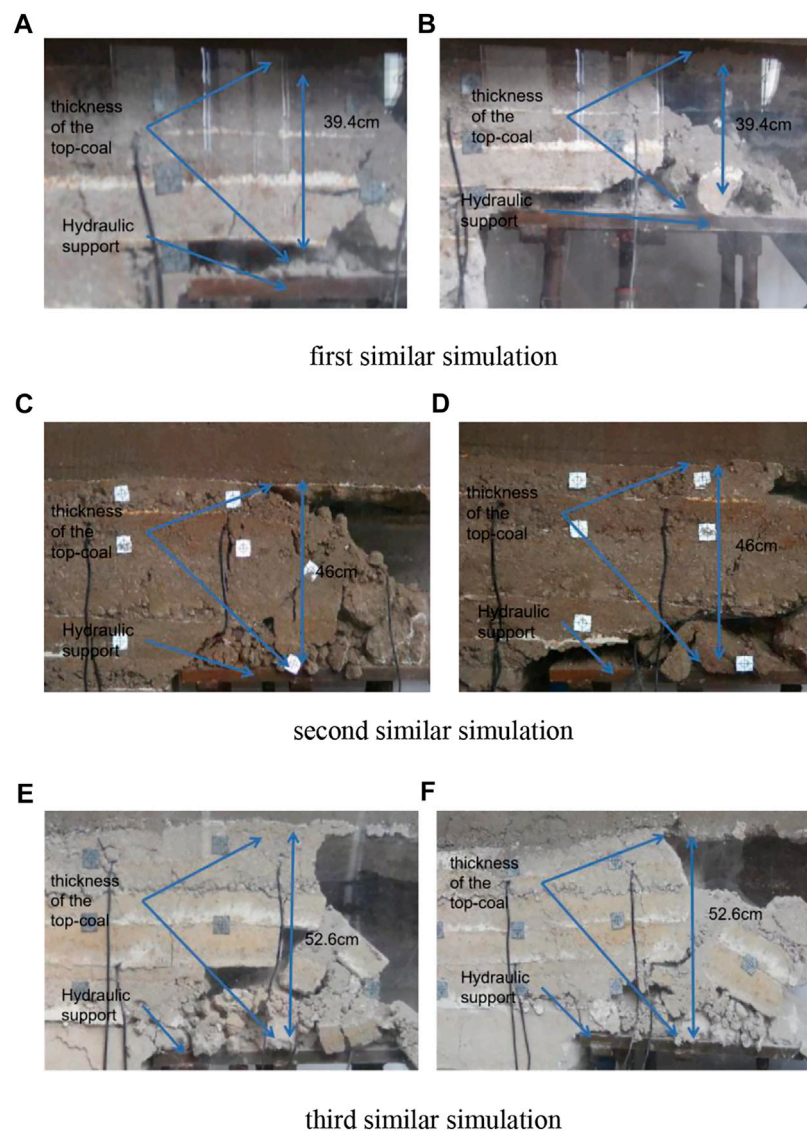 A
B
thickness
of the
top-coal
39.4cm
Hydraulic
support
thickness
of the
top-coal
39.4cm
Hydraulic
support
first similar simulation
C
D
thickness
of the
top-coal
46cm
Hydraulic
support
thickness
of the
top-coal
46cm
Hydraulic
support
second similar simulation
E
F
thickness
of the
top-coal
52.6cm
Hydraulic
support
thickness
of the
top-coal
52.6cm
Hydraulic
support
third similar simulation